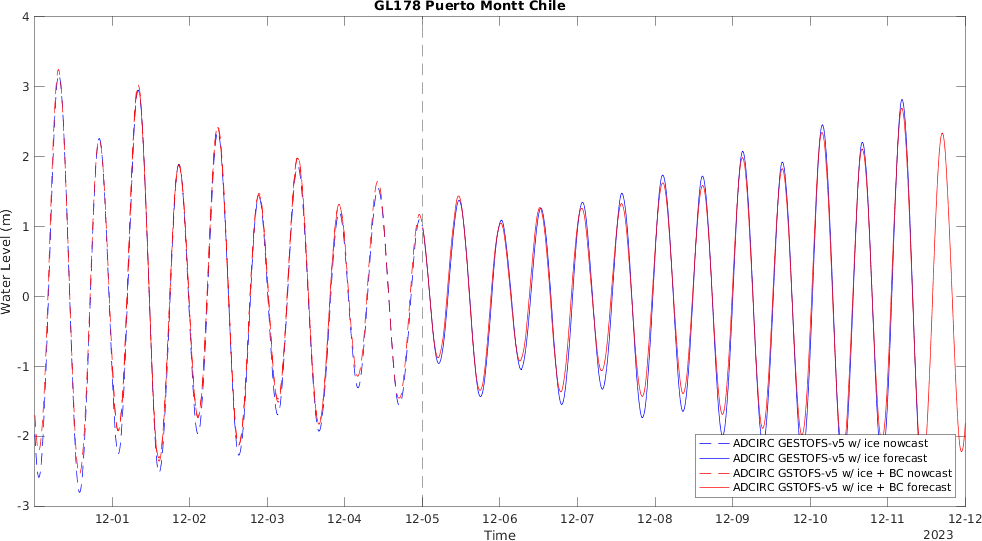 GL178 Puerto Montt Chile
4
3
2
1
0
-1
-2
-3
Water Level (m)
ADCIRC GESTOFS-v5 w/ ice nowcast
ADCIRC GESTOFS-v5 w/ ice forecast
ADCIRC GSTOFS-v5 w/ ice + BC nowcast
ADCIRC GSTOFS-v5 w/ ice + BC forecast
12-01 12-02 12-03 12-04 12-05 12-06 12-07 12-08 12-09 12-10 12-11 12-12
Time
2023